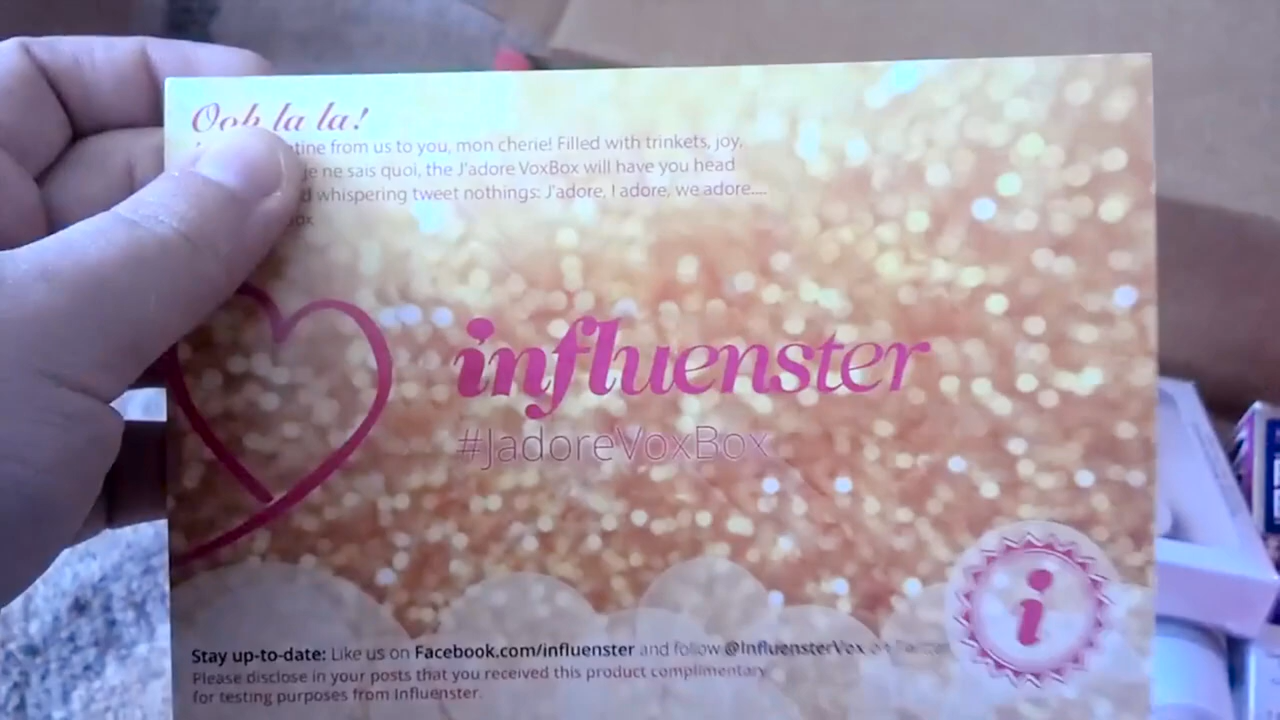 Ooh la la!
from us to you, mon cherie! Filled with trinkets, joy,
je ne sais quoi, the J'adore VoxBox will have you head
whispering tweet nothings: J'adore, I adore, we adore....
influenster
#JadoreVoxBox
i
Stay up-to-date: Like us on Facebook.com/influenster and follow @InfluensterVox on Twitter
Please disclose in your posts that you received this product complimentary
for testing purposes from Influenster.